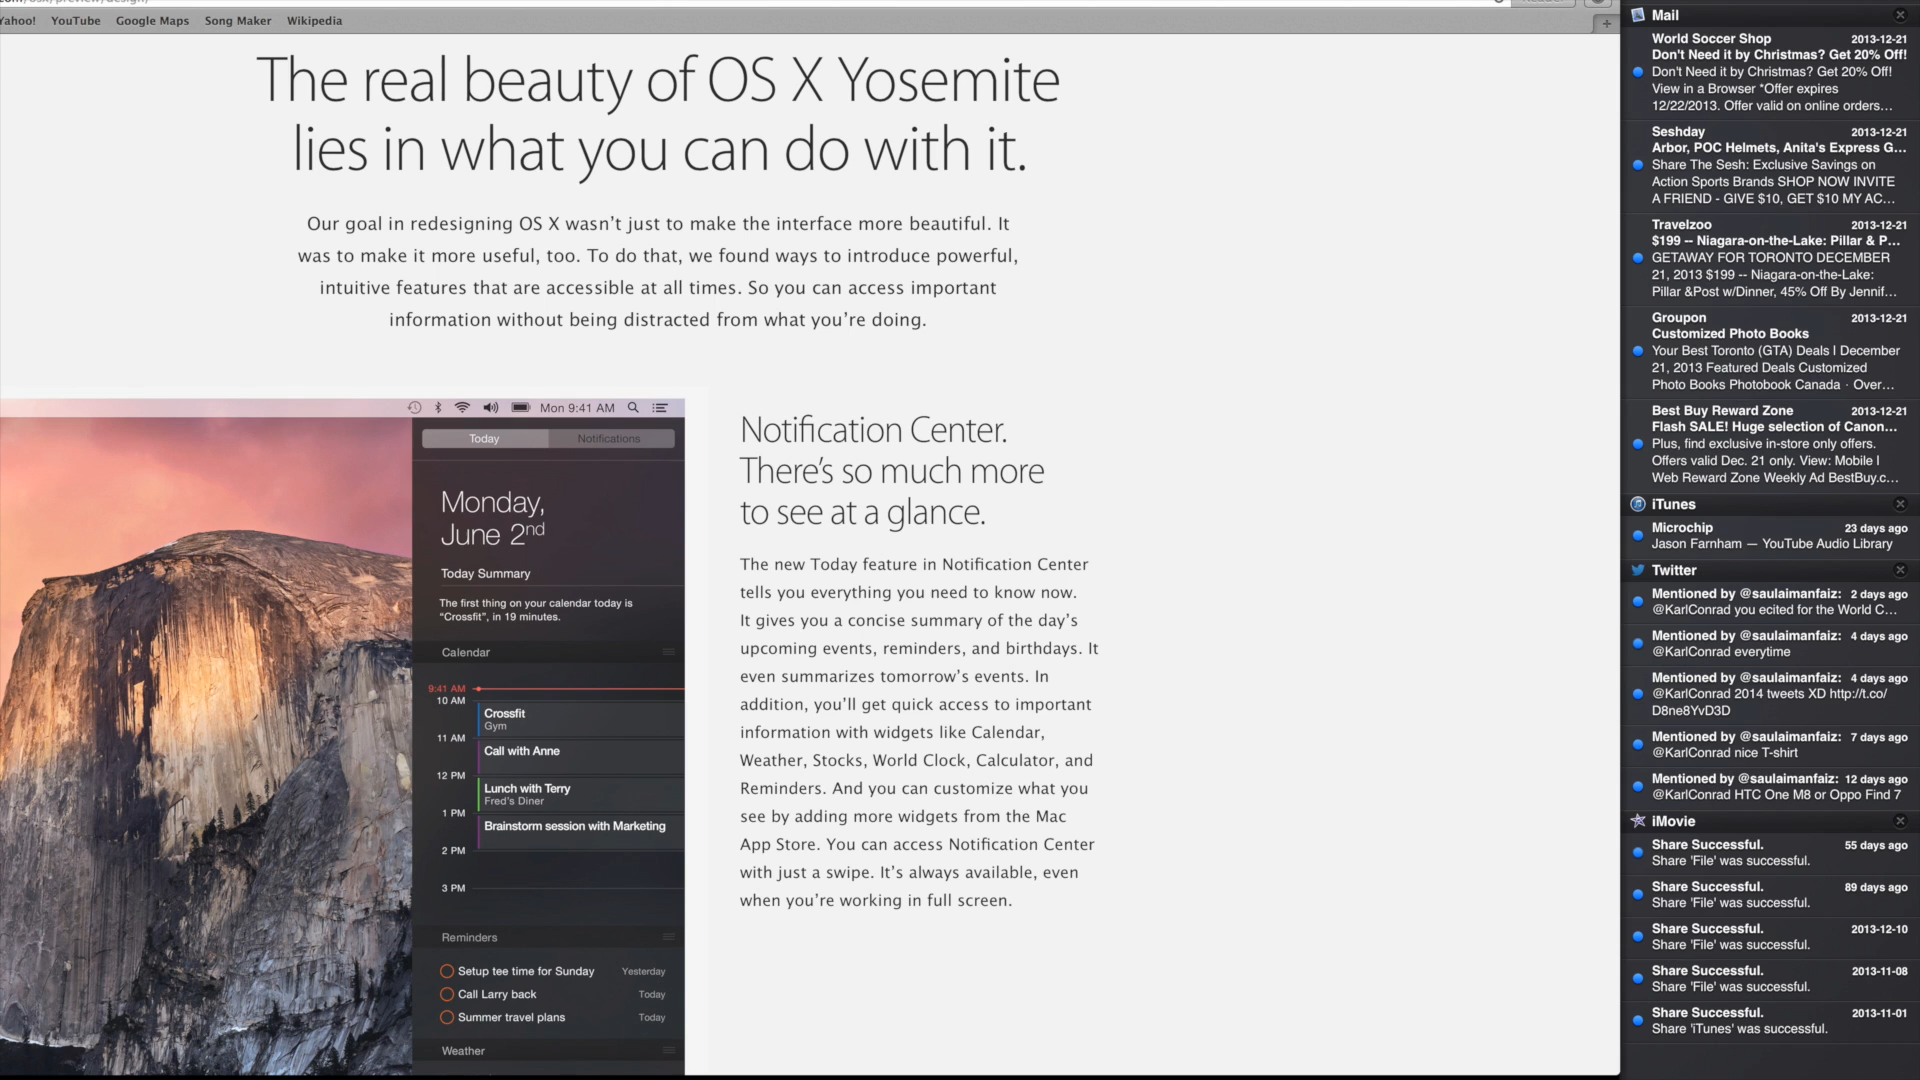 Yahoo! YouTube Google Maps Song Maker Wikipedia
The real beauty of OS X Yosemite
lies in what you can do with it.
Our goal in redesigning OS X wasn’t just to make the interface more beautiful. It
was to make it more useful, too. To do that, we found ways to introduce powerful,
intuitive features that are accessible at all times. So you can access important
information without being distracted from what you’re doing.
Mon 9:41 AM
Today Notifications
Monday,
June 2nd
Today Summary
The first thing on your calendar today is
“Crossfit”, in 19 minutes.
Calendar
9:41 AM
10 AM
Crossfit
Gym
11 AM
Call with Anne
12 PM
Lunch with Terry
Fred's Diner
1 PM
Brainstorm session with Marketing
2 PM
3 PM
Reminders
Setup tee time for Sunday Yesterday
Call Larry back Today
Summer travel plans Today
Weather
Notification Center.
There’s so much more
to see at a glance.
The new Today feature in Notification Center
tells you everything you need to know now.
It gives you a concise summary of the day’s
upcoming events, reminders, and birthdays. It
even summarizes tomorrow’s events. In
addition, you’ll get quick access to important
information with widgets like Calendar,
Weather, Stocks, World Clock, Calculator, and
Reminders. And you can customize what you
see by adding more widgets from the Mac
App Store. You can access Notification Center
with just a swipe. It’s always available, even
when you’re working in full screen.
Mail
World Soccer Shop 2013-12-21
Don't Need it by Christmas? Get 20% Off!
Don't Need it by Christmas? Get 20% Off!
View in a Browser *Offer expires
12/22/2013. Offer valid on online orders…
Seshday 2013-12-21
Arbor, POC Helmets, Anita's Express G…
Share The Sesh: Exclusive Savings on
Action Sports Brands SHOP NOW INVITE
A FRIEND - GIVE $10, GET $10 MY AC…
Travelzoo 2013-12-21
$199 -- Niagara-on-the-Lake: Pillar & P…
GETAWAY FOR TORONTO DECEMBER
21, 2013 $199 -- Niagara-on-the-Lake:
Pillar &Post w/Dinner, 45% Off By Jennif…
Groupon 2013-12-21
Customized Photo Books
Your Best Toronto (GTA) Deals | December
21, 2013 Featured Deals Customized
Photo Books Photobook Canada · Over…
Best Buy Reward Zone 2013-12-21
Flash SALE! Huge selection of Canon…
Plus, find exclusive in-store only offers.
Offers valid Dec. 21 only. View: Mobile |
Web Reward Zone Weekly Ad BestBuy.c…
iTunes
Microchip 23 days ago
Jason Farnham — YouTube Audio Library
Twitter
Mentioned by @saulaimanfaiz: 2 days ago
@KarlConrad you ecited for the World C…
Mentioned by @saulaimanfaiz: 4 days ago
@KarlConrad everytime
Mentioned by @saulaimanfaiz: 4 days ago
@KarlConrad 2014 tweets XD http://t.co/
D8ne8YvD3D
Mentioned by @saulaimanfaiz: 7 days ago
@KarlConrad nice T-shirt
Mentioned by @saulaimanfaiz: 12 days ago
@KarlConrad HTC One M8 or Oppo Find 7
iMovie
Share Successful. 55 days ago
Share 'File' was successful.
Share Successful. 89 days ago
Share 'File' was successful.
Share Successful. 2013-12-10
Share 'File' was successful.
Share Successful. 2013-11-08
Share 'File' was successful.
Share Successful. 2013-11-01
Share 'iTunes' was successful.